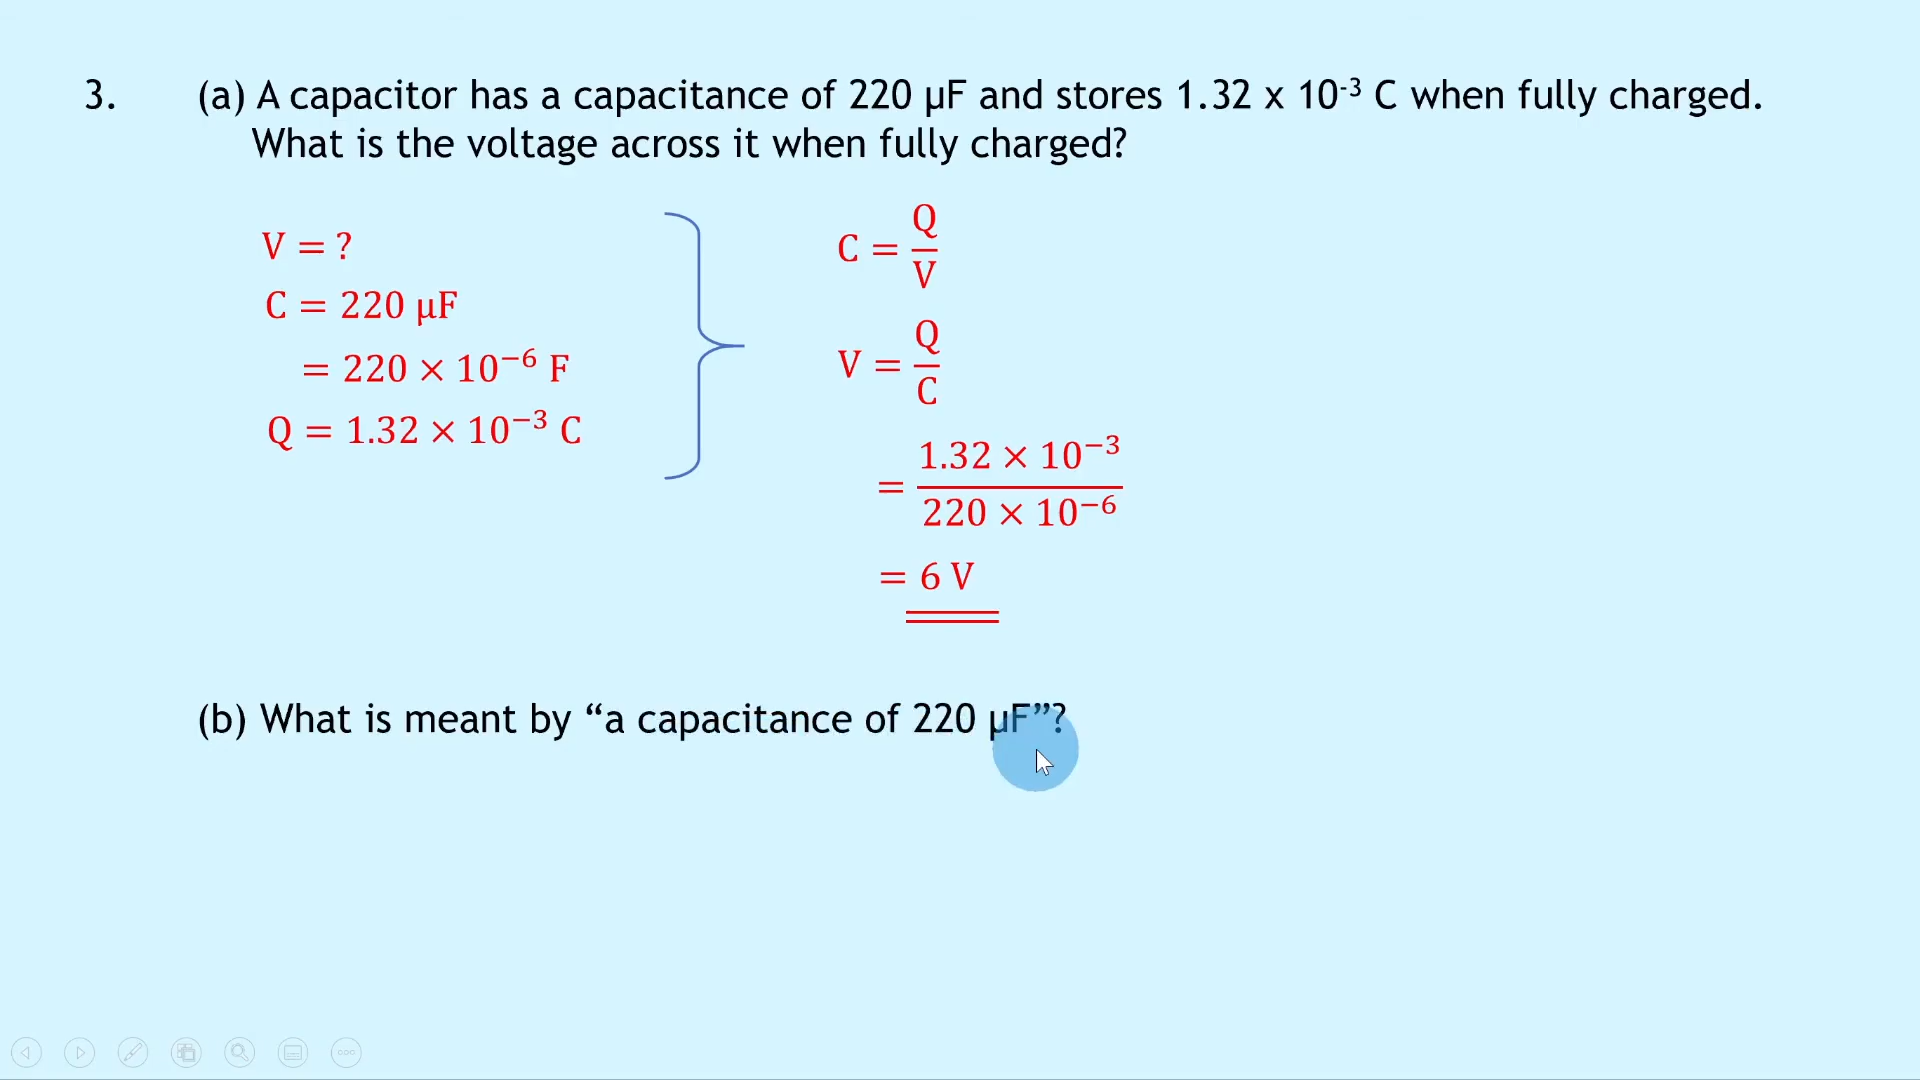 3. (a) A capacitor has a capacitance of 220 µF and stores 1.32 x 10⁻³ C when fully charged.
What is the voltage across it when fully charged?
V = ?
C = 220 µF
= 220 × 10⁻⁶ F
Q = 1.32 × 10⁻³ C
C = Q/V
V = Q/C
= 1.32 × 10⁻³ / 220 × 10⁻⁶
= 6 V
(b) What is meant by “a capacitance of 220 µF”?